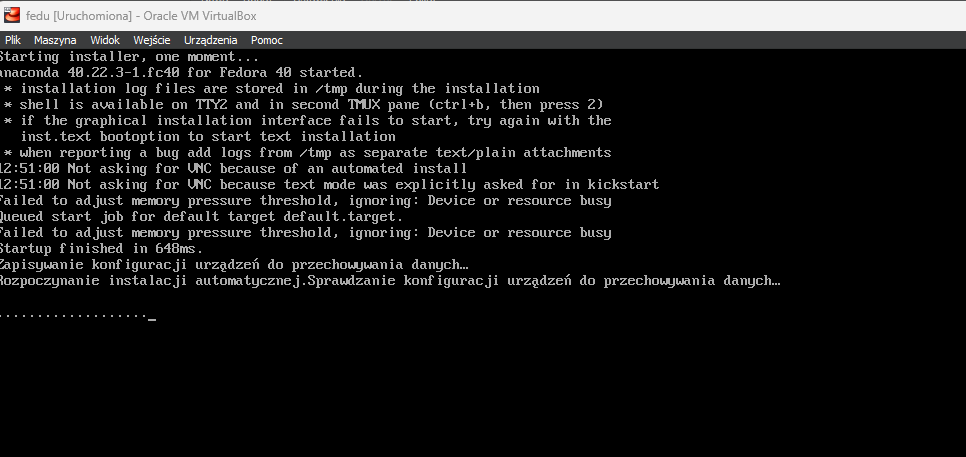 fedu [Uruchomiona] - Oracle VM VirtualBox
Plik Maszyna Widok Wejście Urządzenia Pomoc
Starting installer, one moment...
anaconda 40.22.3-1.fc40 for Fedora 40 started.
* installation log files are stored in /tmp during the installation
* shell is available on TTY2 and in second TMUX pane (ctrl+b, then press 2)
* if the graphical installation interface fails to start, try again with the
inst.text bootoption to start text installation
* when reporting a bug add logs from /tmp as separate text/plain attachments
12:51:00 Not asking for VNC because of an automated install
12:51:00 Not asking for VNC because text mode was explicitly asked for in kickstart
Failed to adjust memory pressure threshold, ignoring: Device or resource busy
Queued start job for default target default.target.
Failed to adjust memory pressure threshold, ignoring: Device or resource busy
Startup finished in 648ms.
Zapisywanie konfiguracji urządzeń do przechowywania danych…
Rozpoczynanie instalacji automatycznej.Sprawdzanie konfiguracji urządzeń do przechowywania danych…
..................._